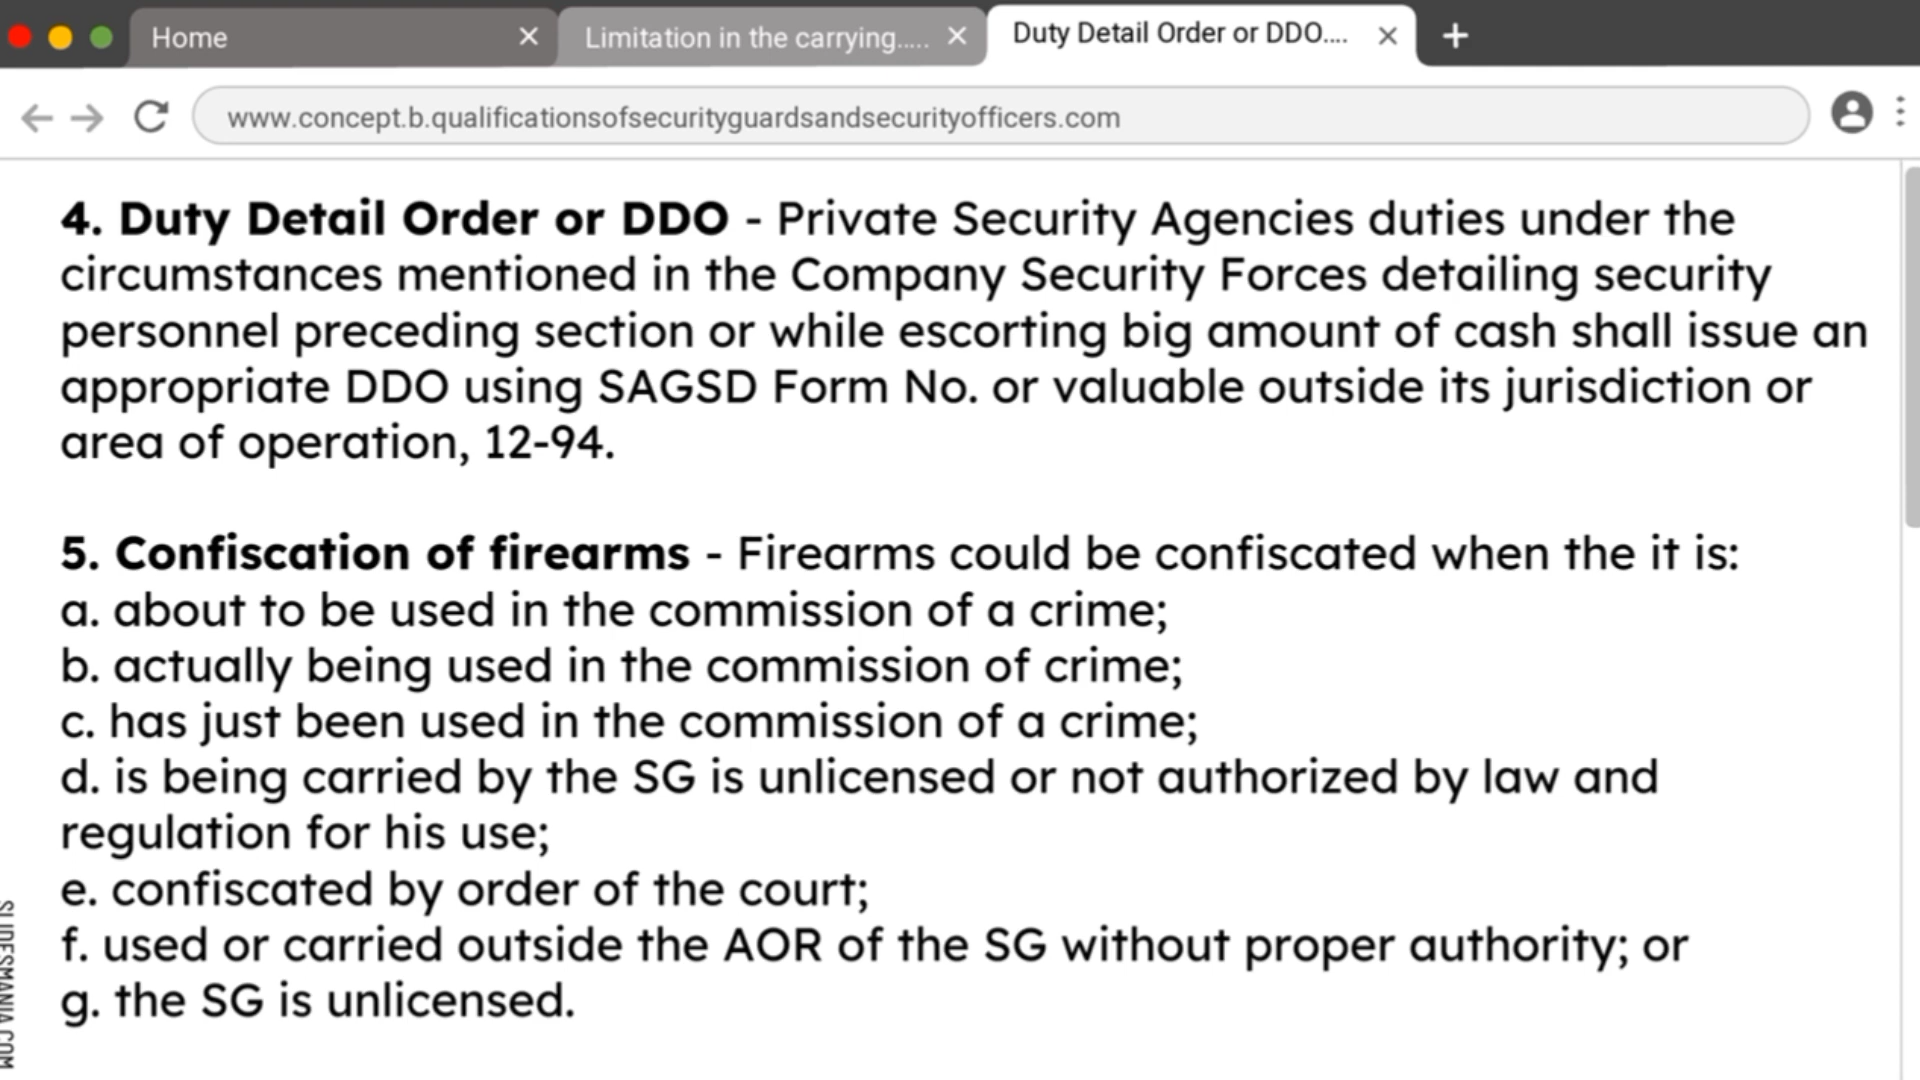 Home
Limitation in the carrying.....
Duty Detail Order or DDO....
www.concept.b.qualificationsofsecurityguardsandsecurityofficers.com
4. Duty Detail Order or DDO - Private Security Agencies duties under the
circumstances mentioned in the Company Security Forces detailing security
personnel preceding section or while escorting big amount of cash shall issue an
appropriate DDO using SAGSD Form No. or valuable outside its jurisdiction or
area of operation, 12-94.
5. Confiscation of firearms - Firearms could be confiscated when the it is:
a. about to be used in the commission of a crime;
b. actually being used in the commission of crime;
c. has just been used in the commission of a crime;
d. is being carried by the SG is unlicensed or not authorized by law and
regulation for his use;
e. confiscated by order of the court;
f. used or carried outside the AOR of the SG without proper authority; or
g. the SG is unlicensed.
SLIDESMANIA.COM